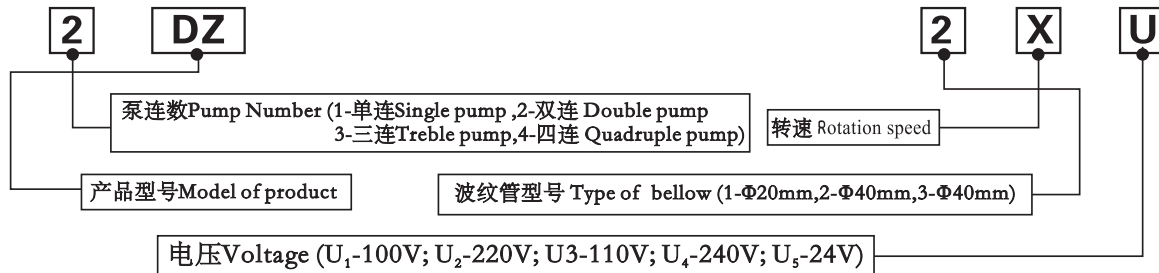 2 DZ 2 X U
泵连数Pump Number (1-单连Single pump ,2-双连 Double pump
3-三连Treble pump,4-四连 Quadruple pump)
转速 Rotation speed
产品型号Model of product
波纹管型号 Type of bellow (1-Φ20mm,2-Φ40mm,3-Φ40mm)
电压Voltage (U₁-100V; U₂-220V; U3-110V; U₄-240V; U₅-24V)